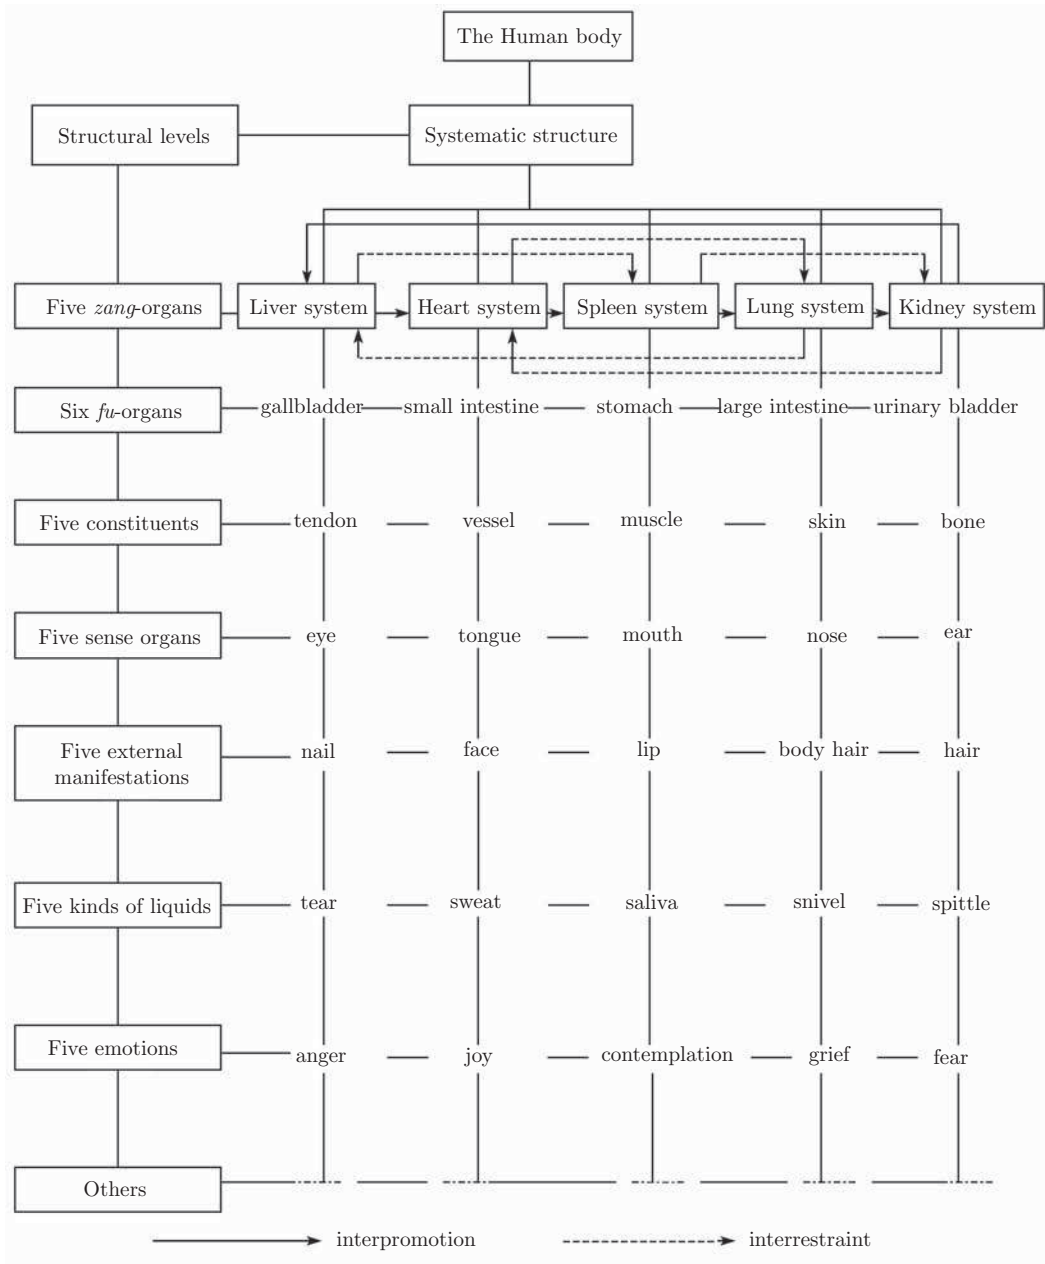 The Human body
Structural levels
Systematic structure
Five zang-organs
Liver system
Heart system
Spleen system
Lung system
Kidney system
Six fu-organs
gallbladder
small intestine
stomach
large intestine
urinary bladder
Five constituents
tendon
vessel
muscle
skin
bone
Five sense organs
eye
tongue
mouth
nose
ear
Five external
manifestations
nail
face
lip
body hair
hair
Five kinds of liquids
tear
sweat
saliva
snivel
spittle
Five emotions
anger
joy
contemplation
grief
fear
Others
interpromotion
interrestraint